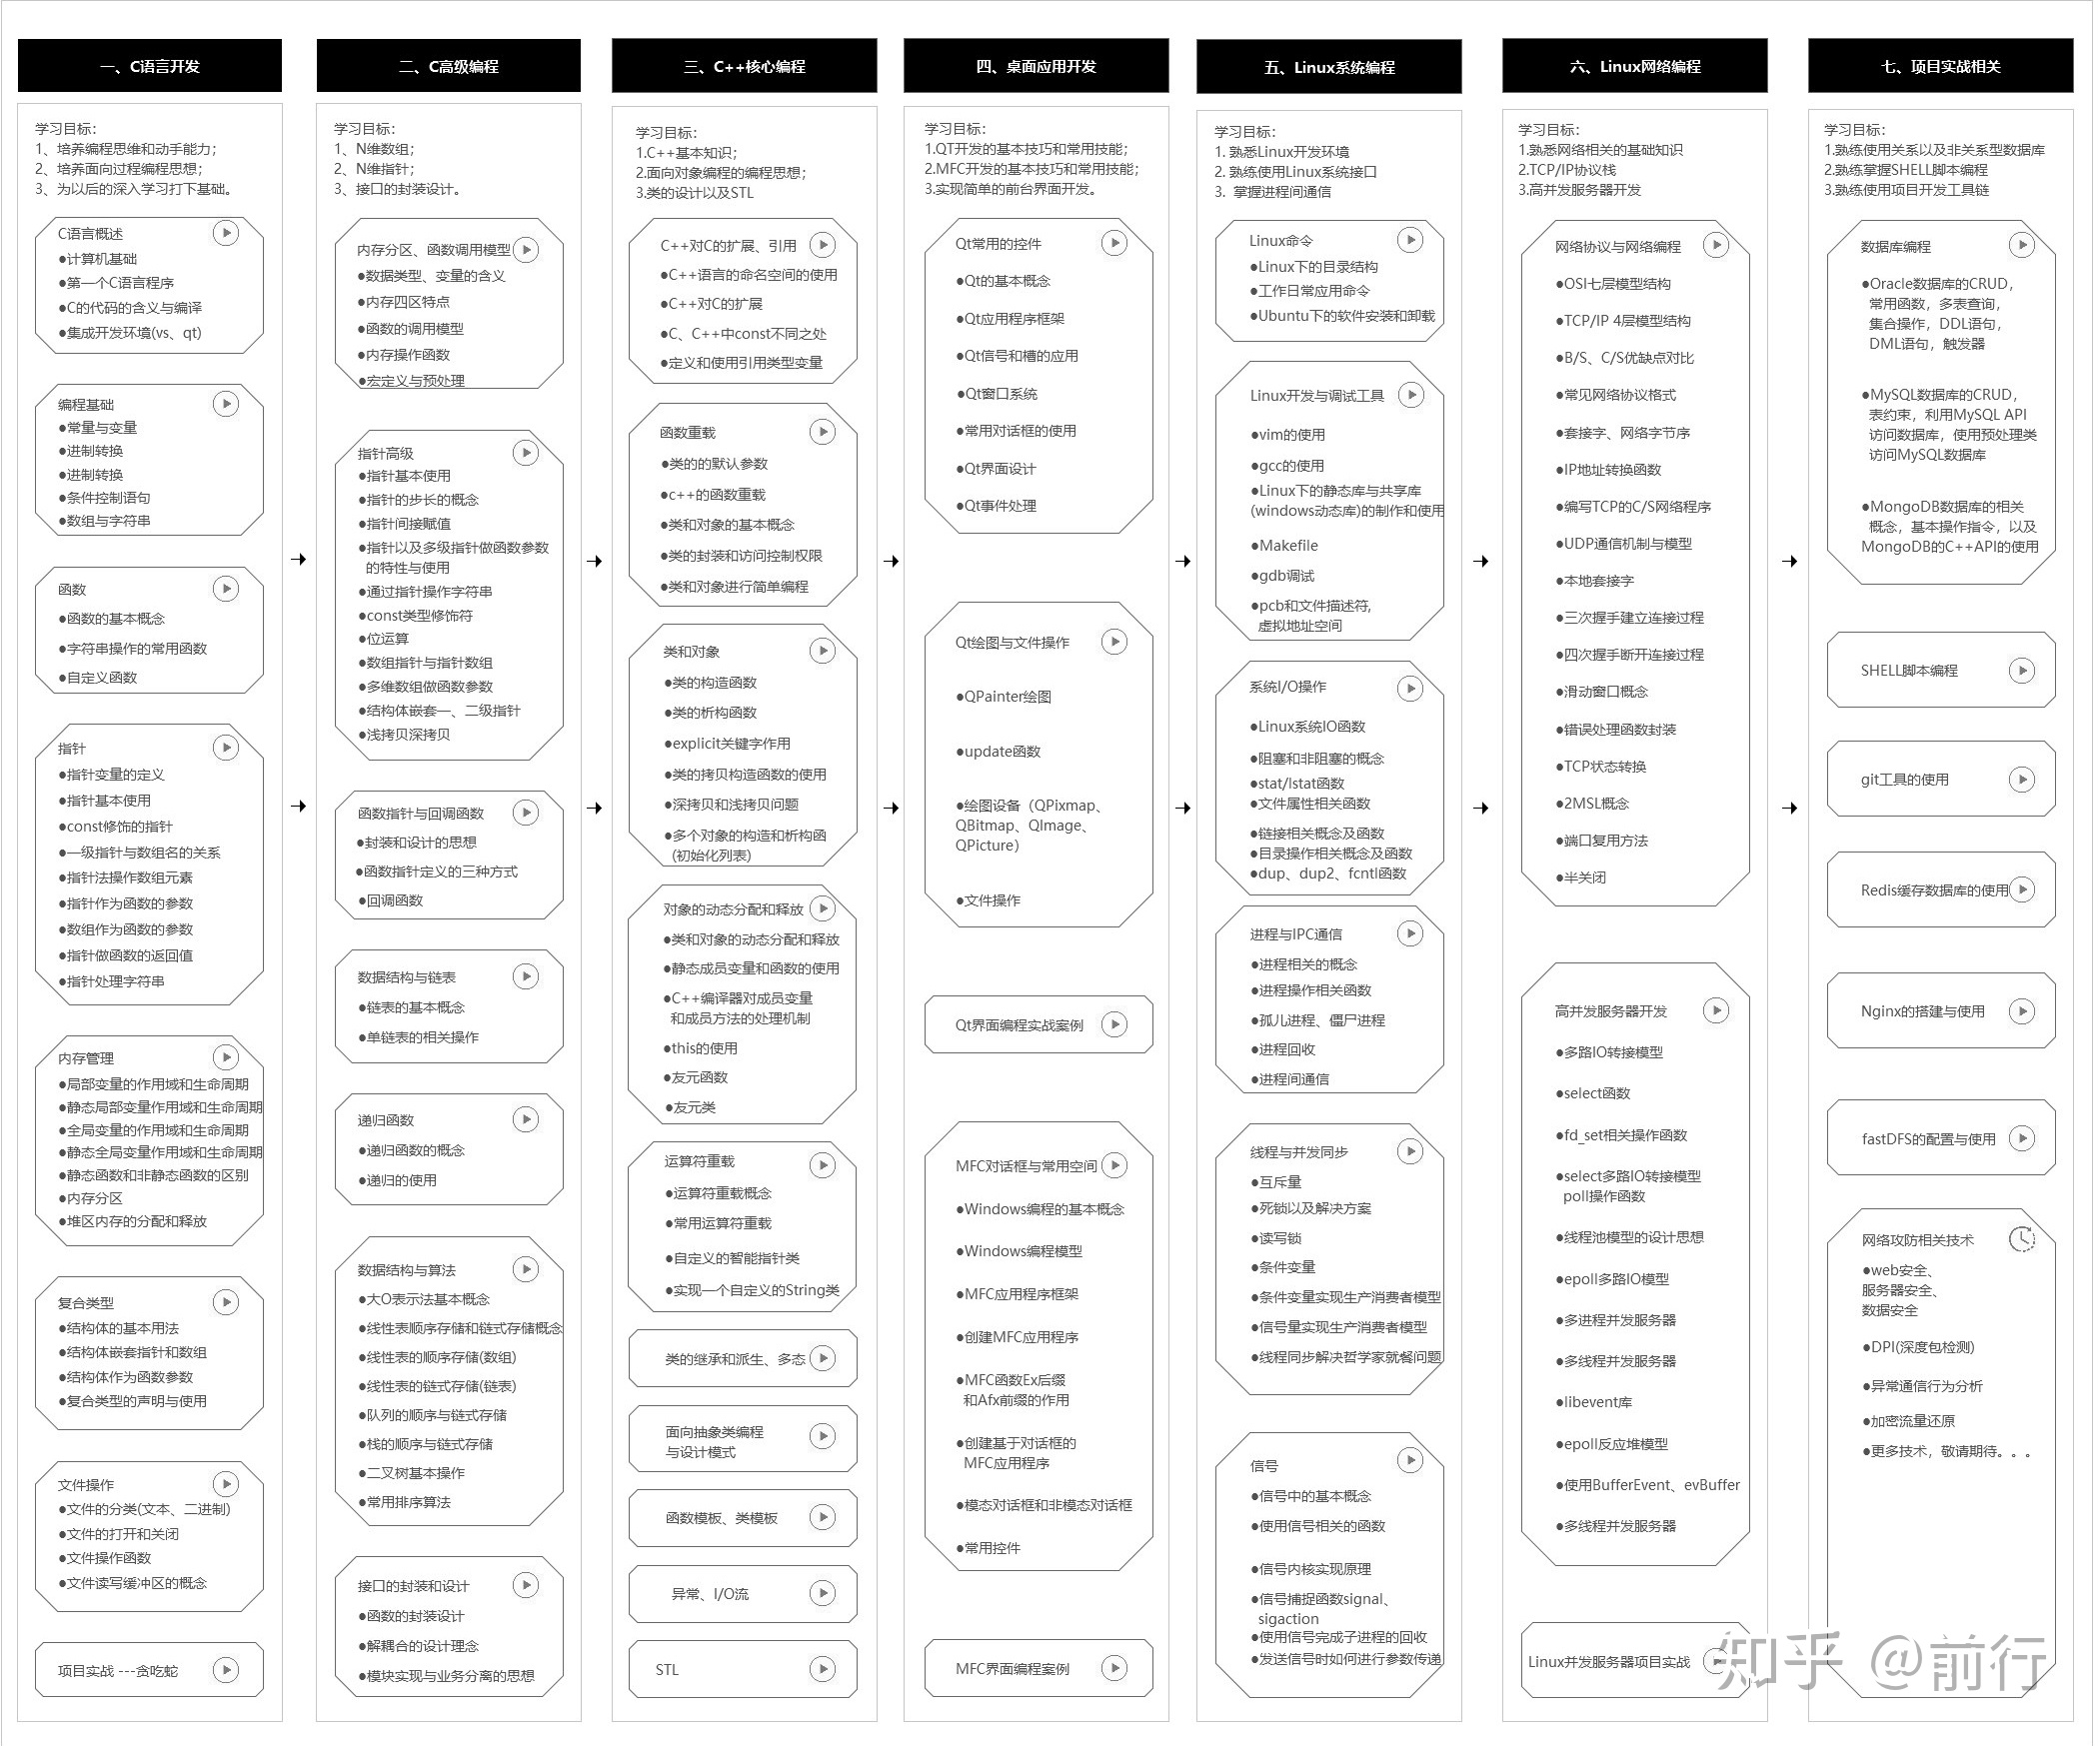 一、C语言开发
学习目标：
1、培养编程思维和动手能力；
2、培养面向过程编程思想；
3、为以后的深入学习打下基础。
C语言概述
●计算机基础
●第一个C语言程序
●C的代码的含义与编译
●集成开发环境(vs、qt)
编程基础
●常量与变量
●进制转换
●进制转换
●条件控制语句
●数组与字符串
函数
●函数的基本概念
●字符串操作的常用函数
●自定义函数
指针
●指针变量的定义
●指针基本使用
●const修饰的指针
●一级指针与数组名的关系
●指针法操作数组元素
●指针作为函数的参数
●数组作为函数的参数
●指针做函数的返回值
●指针处理字符串
内存管理
●局部变量的作用域和生命周期
●静态局部变量作用域和生命周期
●全局变量的作用域和生命周期
●静态全局变量作用域和生命周期
●静态函数和非静态函数的区别
●内存分区
●堆区内存的分配和释放
复合类型
●结构体的基本用法
●结构体嵌套指针和数组
●结构体作为函数参数
●复合类型的声明与使用
文件操作
●文件的分类(文本、二进制)
●文件的打开和关闭
●文件操作函数
●文件读写缓冲区的概念
项目实战 ---贪吃蛇
二、C高级编程
学习目标：
1、N维数组；
2、N维指针；
3、接口的封装设计。
内存分区、函数调用模型
●数据类型、变量的含义
●内存四区特点
●函数的调用模型
●内存操作函数
●宏定义与预处理
指针高级
●指针基本使用
●指针的步长的概念
●指针间接赋值
●指针以及多级指针做函数参数
的特性与使用
●通过指针操作字符串
●const类型修饰符
●位运算
●数组指针与指针数组
●多维数组做函数参数
●结构体嵌套一、二级指针
●浅拷贝深拷贝
函数指针与回调函数
●封装和设计的思想
●函数指针定义的三种方式
●回调函数
数据结构与链表
●链表的基本概念
●单链表的相关操作
递归函数
●递归函数的概念
●递归的使用
数据结构与算法
●大O表示法基本概念
●线性表顺序存储和链式存储概念
●线性表的顺序存储(数组)
●线性表的链式存储(链表)
●队列的顺序与链式存储
●栈的顺序与链式存储
●二叉树基本操作
●常用排序算法
接口的封装和设计
●函数的封装设计
●解耦合的设计理念
●模块实现与业务分离的思想
三、C++核心编程
学习目标：
1.C++基本知识；
2.面向对象编程的编程思想；
3.类的设计以及STL
C++对C的扩展、引用
●C++语言的命名空间的使用
●C++对C的扩展
●C、C++中const不同之处
●定义和使用引用类型变量
函数重载
●类的的默认参数
●c++的函数重载
●类和对象的基本概念
●类的封装和访问控制权限
●类和对象进行简单编程
类和对象
●类的构造函数
●类的析构函数
●explicit关键字作用
●类的拷贝构造函数的使用
●深拷贝和浅拷贝问题
●多个对象的构造和析构函
(初始化列表)
对象的动态分配和释放
●类和对象的动态分配和释放
●静态成员变量和函数的使用
●C++编译器对成员变量
和成员方法的处理机制
●this的使用
●友元函数
●友元类
运算符重载
●运算符重载概念
●常用运算符重载
●自定义的智能指针类
●实现一个自定义的String类
类的继承和派生、多态
面向抽象类编程
与设计模式
函数模板、类模板
异常、I/O流
STL
四、桌面应用开发
学习目标：
1.QT开发的基本技巧和常用技能；
2.MFC开发的基本技巧和常用技能；
3.实现简单的前台界面开发。
Qt常用的控件
●Qt的基本概念
●Qt应用程序框架
●Qt信号和槽的应用
●Qt窗口系统
●常用对话框的使用
●Qt界面设计
●Qt事件处理
Qt绘图与文件操作
●QPainter绘图
●update函数
●绘图设备（QPixmap、
QBitmap、QImage、
QPicture）
●文件操作
Qt界面编程实战案例
MFC对话框与常用空间
●Windows编程的基本概念
●Windows编程模型
●MFC应用程序框架
●创建MFC应用程序
●MFC函数Ex后缀
和Afx前缀的作用
●创建基于对话框的
MFC应用程序
●模态对话框和非模态对话框
●常用控件
MFC界面编程案例
五、Linux系统编程
学习目标：
1. 熟悉Linux开发环境
2. 熟练使用Linux系统接口
3. 掌握进程间通信
Linux命令
●Linux下的目录结构
●工作日常应用命令
●Ubuntu下的软件安装和卸载
Linux开发与调试工具
●vim的使用
●gcc的使用
●Linux下的静态库与共享库
(windows动态库)的制作和使用
●Makefile
●gdb调试
●pcb和文件描述符，
虚拟地址空间
系统I/O操作
●Linux系统IO函数
●阻塞和非阻塞的概念
●stat/lstat函数
●文件属性相关函数
●链接相关概念及函数
●目录操作相关概念及函数
●dup、dup2、fcntl函数
进程与IPC通信
●进程相关的概念
●进程操作相关函数
●孤儿进程、僵尸进程
●进程回收
●进程间通信
线程与并发同步
●互斥量
●死锁以及解决方案
●读写锁
●条件变量
●条件变量实现生产消费者模型
●信号量实现生产消费者模型
●线程同步解决哲学家就餐问题
信号
●信号中的基本概念
●使用信号相关的函数
●信号内核实现原理
●信号捕捉函数signal、
sigaction
●使用信号完成子进程的回收
●发送信号时如何进行参数传递
六、Linux网络编程
学习目标：
1.熟悉网络相关的基础知识
2.TCP/IP协议栈
3.高并发服务器开发
网络协议与网络编程
●OSI七层模型结构
●TCP/IP 4层模型结构
●B/S、C/S优缺点对比
●常见网络协议格式
●套接字、网络字节序
●IP地址转换函数
●编写TCP的C/S网络程序
●UDP通信机制与模型
●本地套接字
●三次握手建立连接过程
●四次握手断开连接过程
●滑动窗口概念
●错误处理函数封装
●TCP状态转换
●2MSL概念
●端口复用方法
●半关闭
高并发服务器开发
●多路IO转接模型
●select函数
●fd_set相关操作函数
●select多路IO转接模型
poll操作函数
●线程池模型的设计思想
●epoll多路IO模型
●多进程并发服务器
●多线程并发服务器
●libevent库
●epoll反应堆模型
●使用BufferEvent、evBuffer
●多线程并发服务器
Linux并发服务器项目实战
七、项目实战相关
学习目标：
1.熟练使用关系以及非关系型数据库
2.熟练掌握SHELL脚本编程
3.熟练使用项目开发工具链
数据库编程
●Oracle数据库的CRUD，
常用函数，多表查询，
集合操作，DDL语句，
DML语句，触发器
●MySQL数据库的CRUD，
表约束，利用MySQL API
访问数据库，使用预处理类
访问MySQL数据库
●MongoDB数据库的相关
概念，基本操作指令，以及
MongoDB的C++API的使用
SHELL脚本编程
git工具的使用
Redis缓存数据库的使用
Nginx的搭建与使用
fastDFS的配置与使用
网络攻防相关技术
●web安全、
服务器安全、
数据安全
●DPI(深度包检测)
●异常通信行为分析
●加密流量还原
●更多技术，敬请期待。。。
知乎 @前行